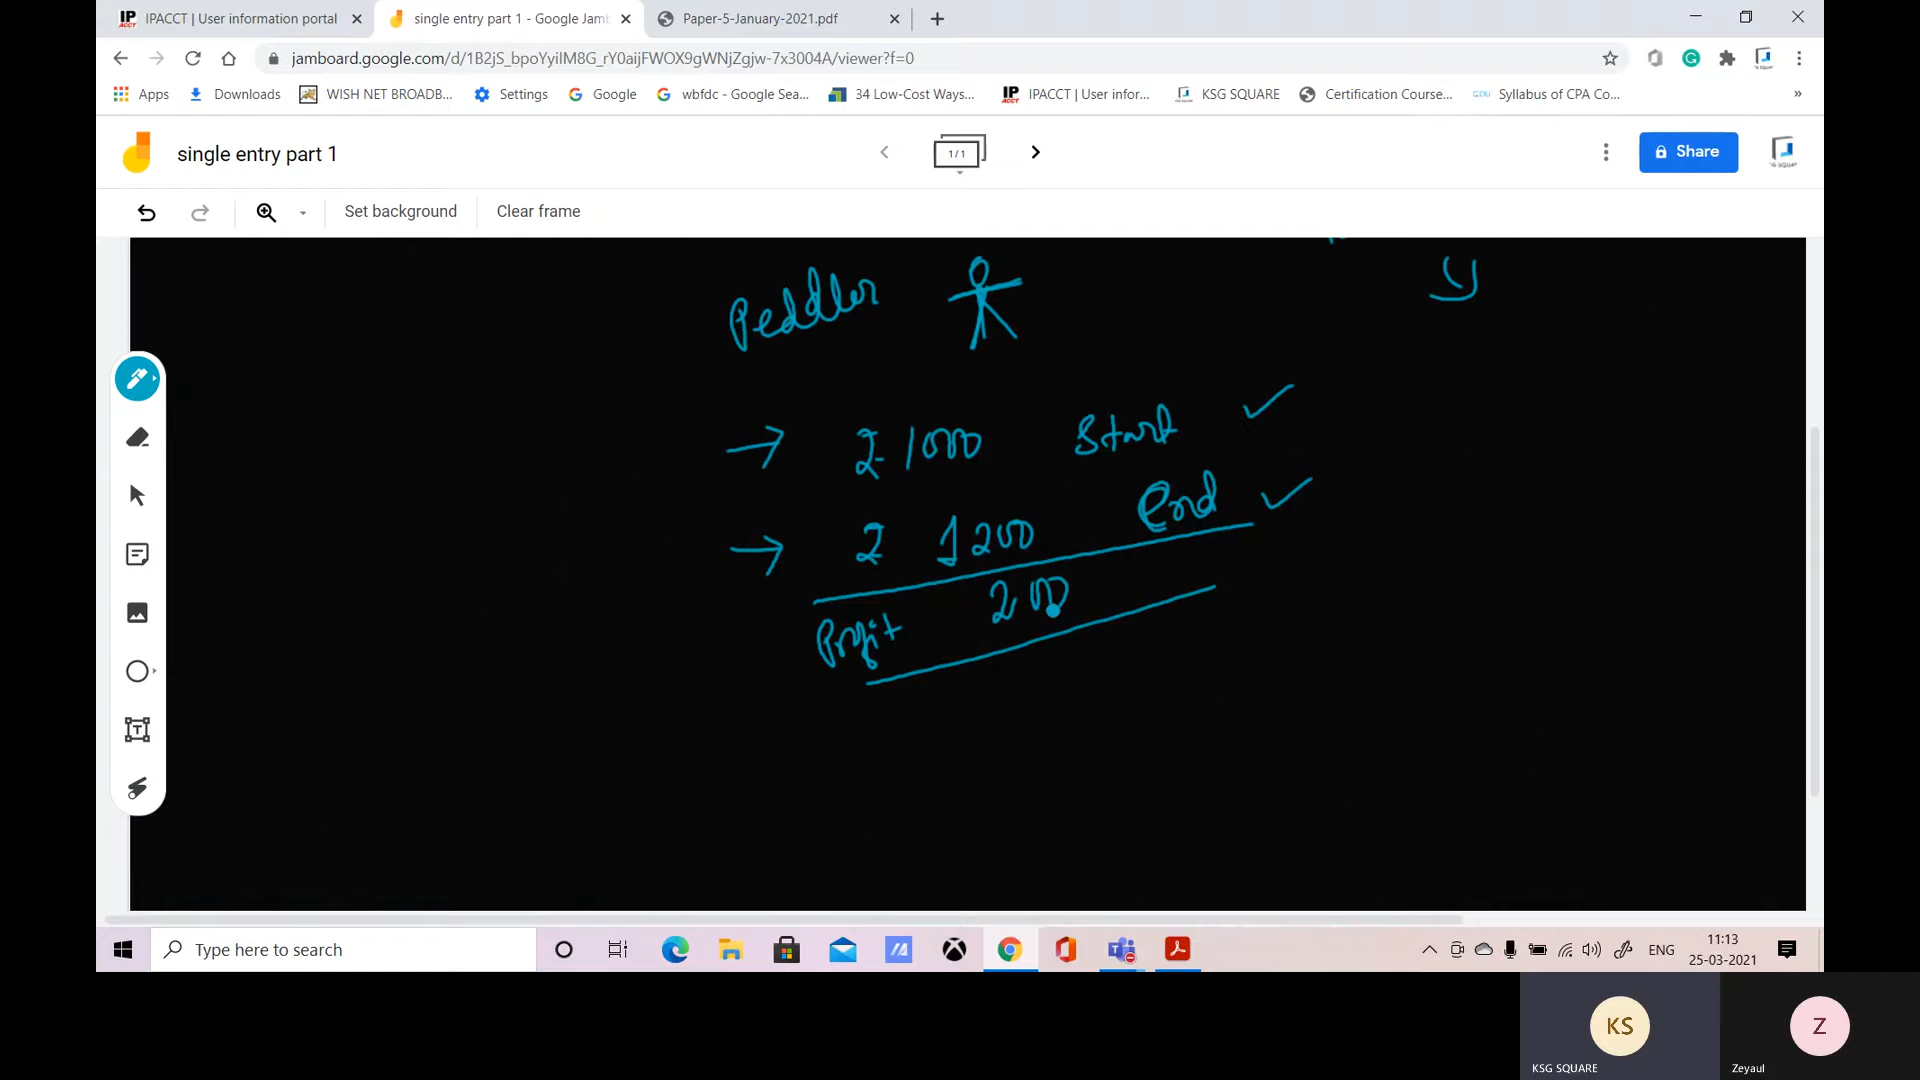 IPACCT | User information portal
single entry part 1 - Google Jamb
Paper-5-January-2021.pdf
jamboard.google.com/d/1B2jS_bpoYyiIM8G_rY0aijFWOX9gWNjZgjw-7x3004A/viewer?f=0
Apps
Downloads
WISH NET BROADB...
Settings
Google
wbfdc - Google Sea...
34 Low-Cost Ways...
IPACCT | User infor...
KSG SQUARE
Certification Course...
Syllabus of CPA Co...
»
single entry part 1
1/1
Share
Set background
Clear frame
Peddler
y
→ 2 1000 Start ✓
→ 2 1200 End ✓
Profit 200
Type here to search
ENG
11:13
25-03-2021
KS
Z
KSG SQUARE
Zeyaul